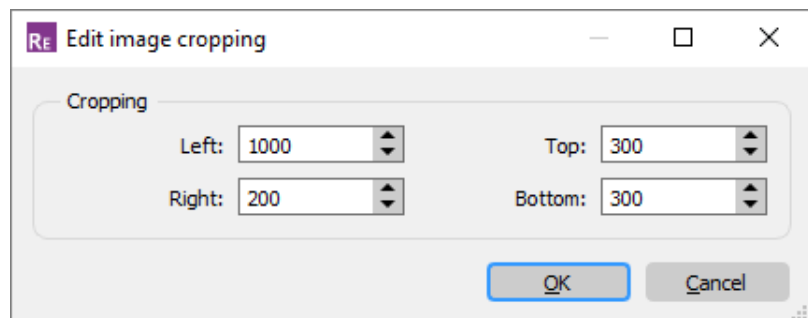 RE Edit image cropping
Cropping
Left: 1000 Top: 300
Right: 200 Bottom: 300
OK Cancel